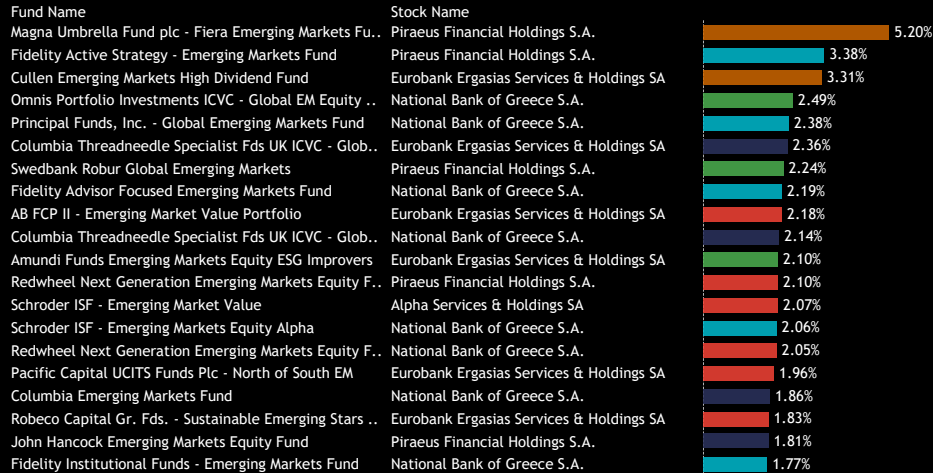 Fund Name Stock Name
Magna Umbrella Fund plc - Fiera Emerging Markets Fu.. Piraeus Financial Holdings S.A. 5.20%
Fidelity Active Strategy - Emerging Markets Fund Piraeus Financial Holdings S.A. 3.38%
Cullen Emerging Markets High Dividend Fund Eurobank Ergasias Services & Holdings SA 3.31%
Omnis Portfolio Investments ICVC - Global EM Equity .. National Bank of Greece S.A. 2.49%
Principal Funds, Inc. - Global Emerging Markets Fund National Bank of Greece S.A. 2.38%
Columbia Threadneedle Specialist Fds UK ICVC - Glob.. Eurobank Ergasias Services & Holdings SA 2.36%
Swedbank Robur Global Emerging Markets Piraeus Financial Holdings S.A. 2.24%
Fidelity Advisor Focused Emerging Markets Fund National Bank of Greece S.A. 2.19%
AB FCP II - Emerging Market Value Portfolio Eurobank Ergasias Services & Holdings SA 2.18%
Columbia Threadneedle Specialist Fds UK ICVC - Glob.. National Bank of Greece S.A. 2.14%
Amundi Funds Emerging Markets Equity ESG Improvers Eurobank Ergasias Services & Holdings SA 2.10%
Redwheel Next Generation Emerging Markets Equity F.. Piraeus Financial Holdings S.A. 2.10%
Schroder ISF - Emerging Market Value Alpha Services & Holdings SA 2.07%
Schroder ISF - Emerging Markets Equity Alpha National Bank of Greece S.A. 2.06%
Redwheel Next Generation Emerging Markets Equity F.. National Bank of Greece S.A. 2.05%
Pacific Capital UCITS Funds Plc - North of South EM Eurobank Ergasias Services & Holdings SA 1.96%
Columbia Emerging Markets Fund National Bank of Greece S.A. 1.86%
Robeco Capital Gr. Fds. - Sustainable Emerging Stars .. Eurobank Ergasias Services & Holdings SA 1.83%
John Hancock Emerging Markets Equity Fund Piraeus Financial Holdings S.A. 1.81%
Fidelity Institutional Funds - Emerging Markets Fund National Bank of Greece S.A. 1.77%